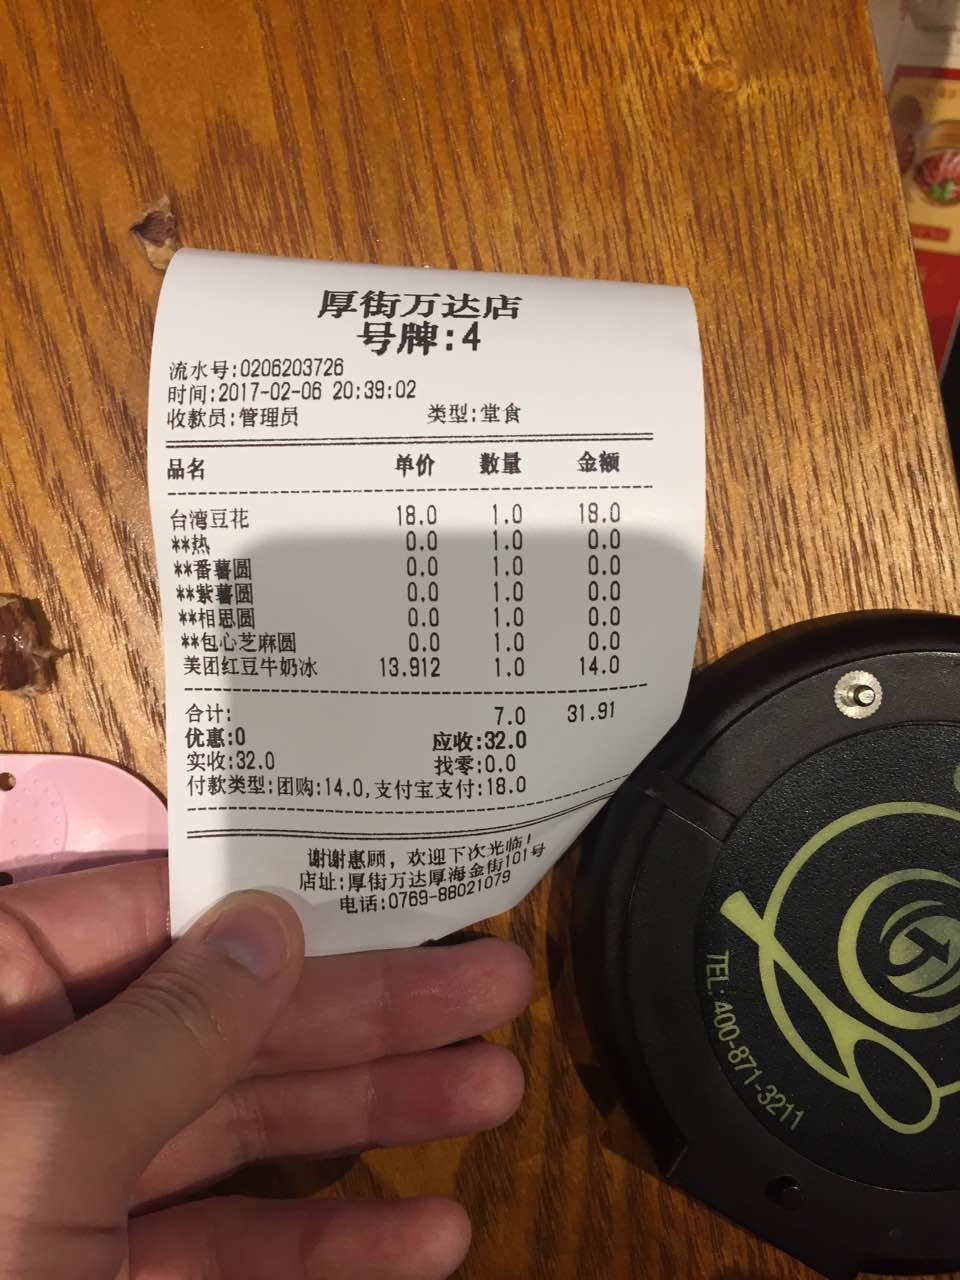 厚街万达店
号牌:4
流水号:0206203726
时间:2017-02-06 20:39:02
收款员:管理员 类型:堂食
品名 单价 数量 金额
台湾豆花 18.0 1.0 18.0
**热 0.0 1.0 0.0
**番薯圆 0.0 1.0 0.0
**紫薯圆 0.0 1.0 0.0
**相思圆 0.0 1.0 0.0
**包心芝麻圆 0.0 1.0 0.0
美团红豆牛奶冰 13.912 1.0 14.0
合计: 7.0 31.91
优惠:0 应收:32.0
实收:32.0 找零:0.0
付款类型:团购:14.0,支付宝支付:18.0
谢谢惠顾，欢迎下次光临!
店址:厚街万达厚海金街101号
电话:0769-88021079
TEL:400-871-3211